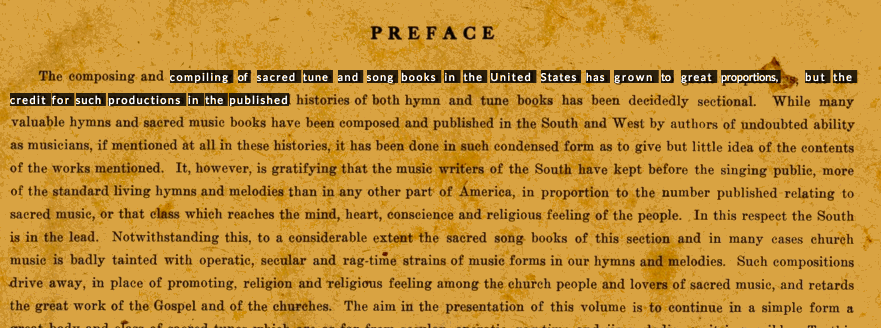 PREFACE
The composing and compiling of sacred tune and song books in the United States has grown to great proportions, but the
credit for such productions in the published histories of both hymn and tune books has been decidedly sectional. While many
valuable hymns and sacred music books have been composed and published in the South and West by authors of undoubted ability
as musicians, if mentioned at all in these histories, it has been done in such condensed form as to give but little idea of the contents
of the works mentioned. It, however, is gratifying that the music writers of the South have kept before the singing public, more
of the standard living hymns and melodies than in any other part of America, in proportion to the number published relating to
sacred music, or that class which reaches the mind, heart, conscience and religious feeling of the people. In this respect the South
is in the lead. Notwithstanding this, to a considerable extent the sacred song books of this section and in many cases church
music is badly tainted with operatic, secular and rag-time strains of music forms in our hymns and melodies. Such compositions
drive away, in place of promoting, religion and religious feeling among the church people and lovers of sacred music, and retards
the great work of the Gospel and of the churches. The aim in the presentation of this volume is to continue in a simple form a